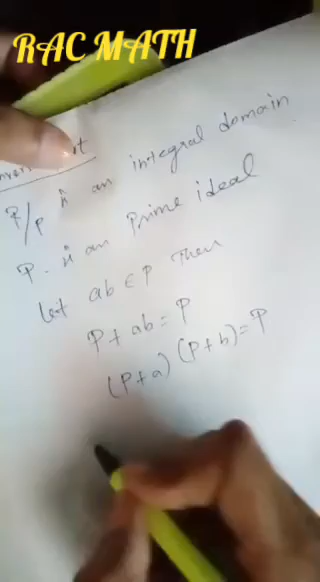 RAC MATH
R/P is an integral domain
P. is an Prime ideal
Let ab ∈ P Then
P + ab = P
(P+a) (P+b) = P